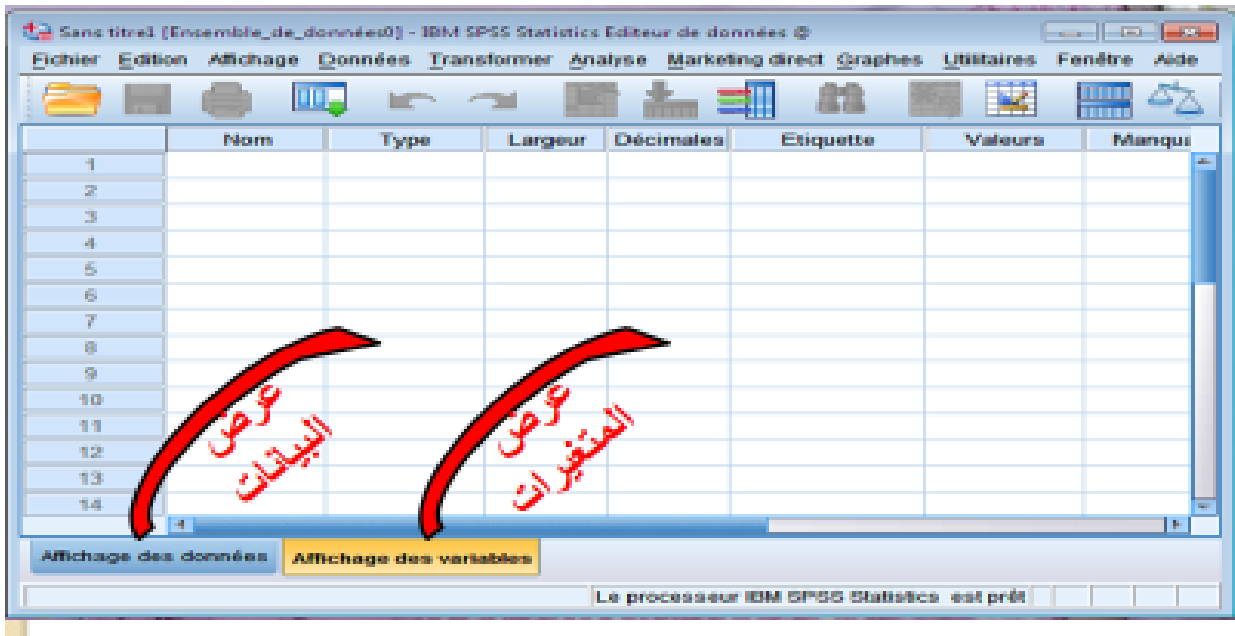 Sans titre1 [Ensemble_de_données0] - IBM SPSS Statistics Editeur de données @
Fichier Edition Affichage Données Transformer Analyse Marketing direct Graphes Utilitaires Fenêtre Aide
Nom Type Largeur Décimales Etiquette Valeurs Manqua
1
2
3
4
5
6
7
8
9
10
11
12
13
14
عرض
البيانات
عرض
المتغيرات
Affichage des données Affichage des variables
Le processeur IBM SPSS Statistics est prêt